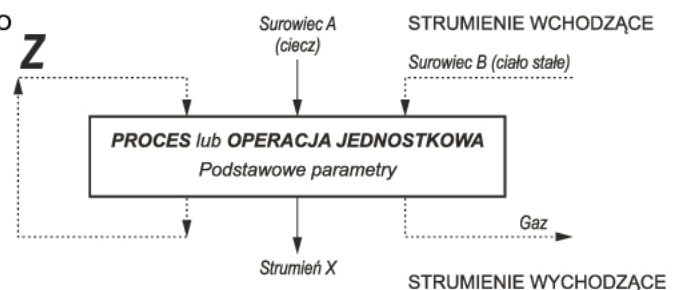 O
Z
Surowiec A
(ciecz)
STRUMIENIE WCHODZĄCE
Surowiec B (ciało stałe)
PROCES lub OPERACJA JEDNOSTKOWA
Podstawowe parametry
Gaz
Strumień X
STRUMIENIE WYCHODZĄCE